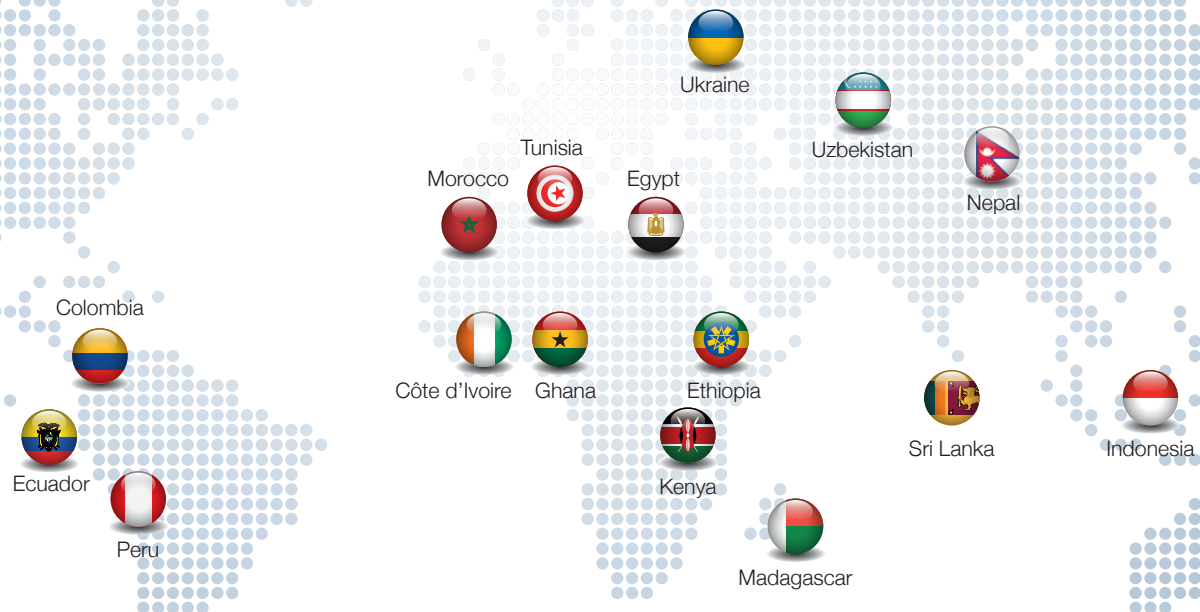 Ukraine
Uzbekistan
Tunisia
Morocco
Egypt
Nepal
Colombia
Côte d’Ivoire
Ghana
Ethiopia
Sri Lanka
Indonesia
Ecuador
Kenya
Peru
Madagascar